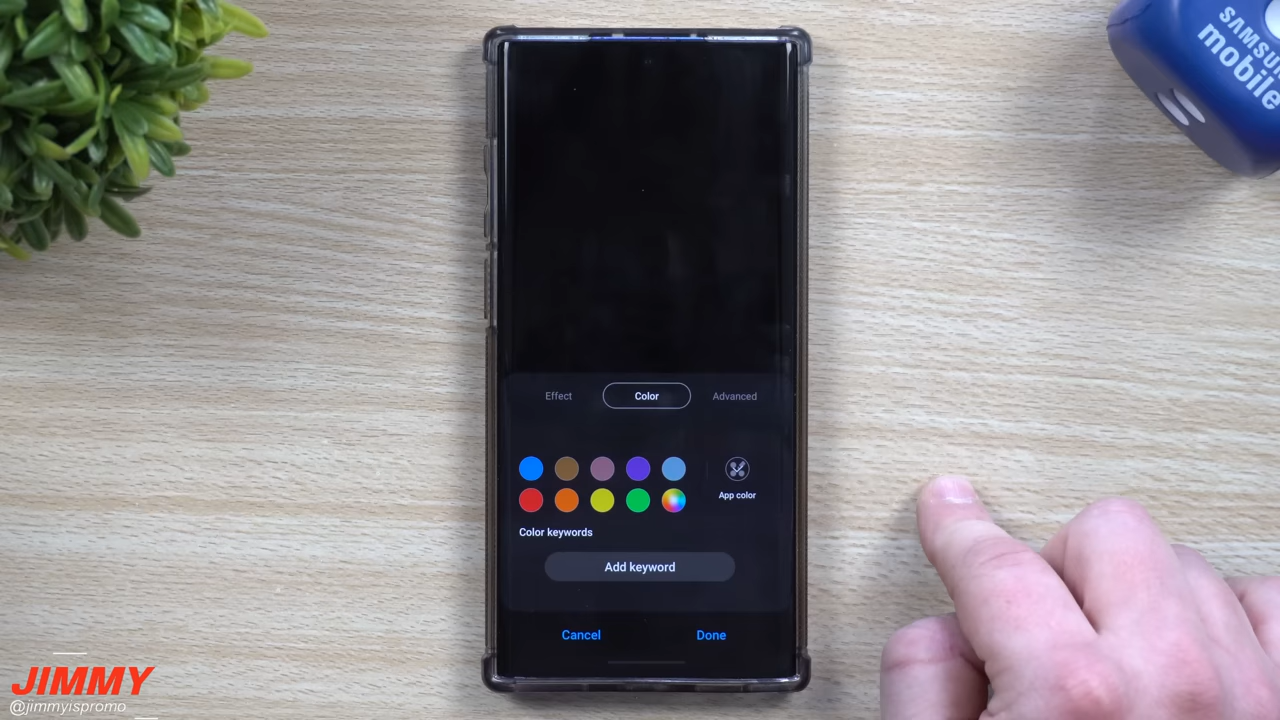 SAMSUNG
mobile
Effect
Color
Advanced
App color
Color keywords
Add keyword
Cancel
Done
JIMMY
@jimmyispromo